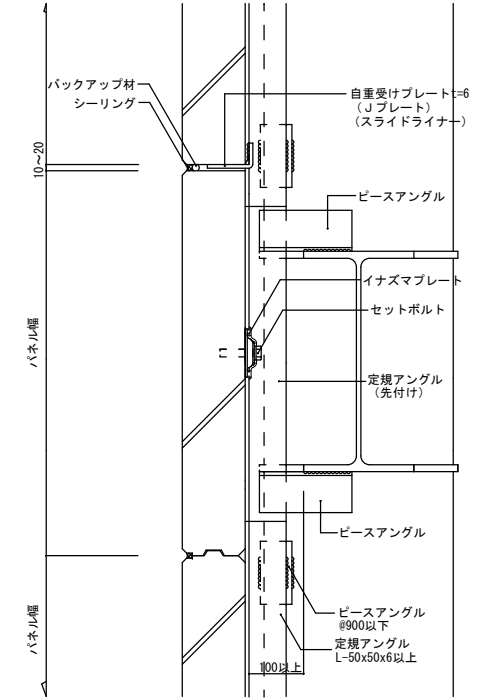 バックアップ材
シーリング
自重受けプレートt=6
（Jプレート）
（スライドライナー）
10～20
ピースアングル
イナズマプレート
セットボルト
パネル幅
定規アングル
（先付け）
ピースアングル
ピースアングル
@900以下
定規アングル
L-50x50x6以上
パネル幅
100以上